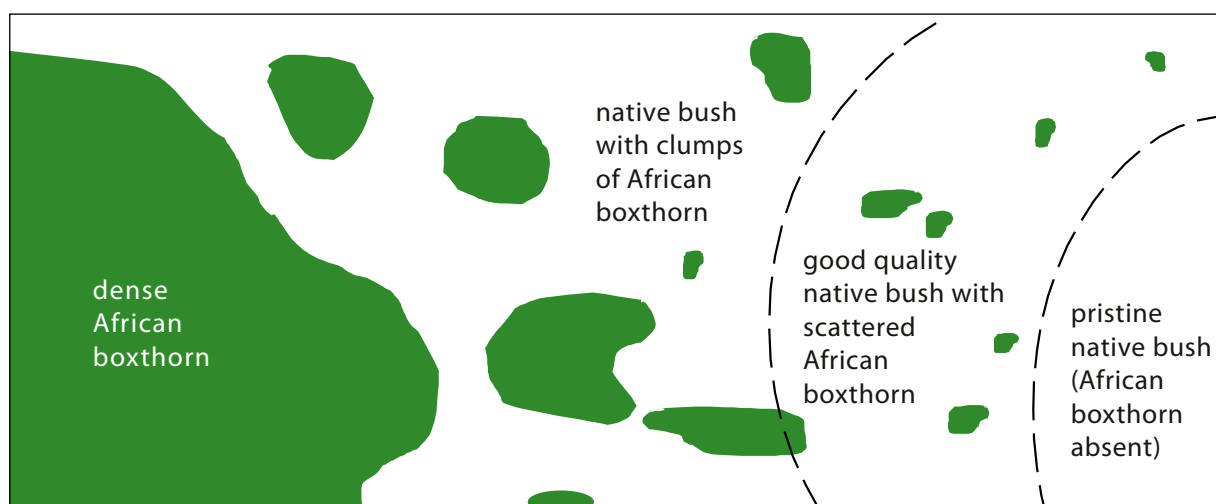 dense
African
boxthorn
native bush
with clumps
of African
boxthorn
good quality
native bush with
scattered
African
boxthorn
pristine
native bush
(African
boxthorn
absent)